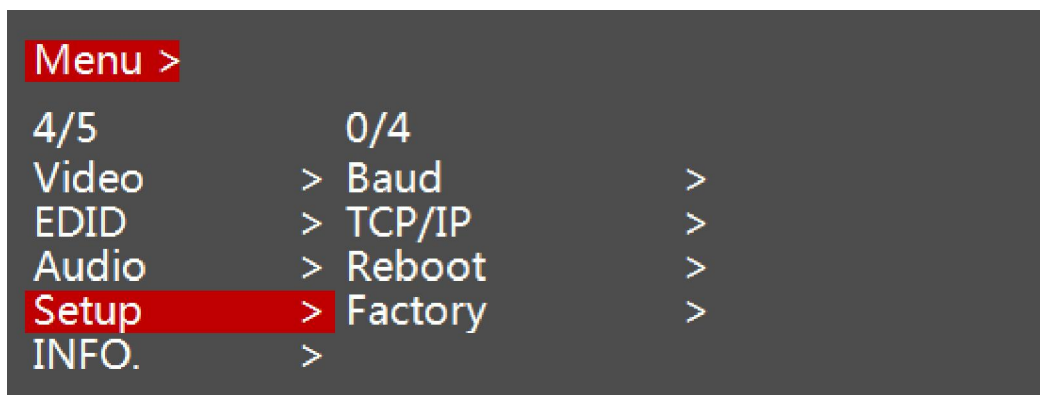 Menu >
4/5 0/4
Video > Baud >
EDID > TCP/IP >
Audio > Reboot >
Setup > Factory >
INFO. >